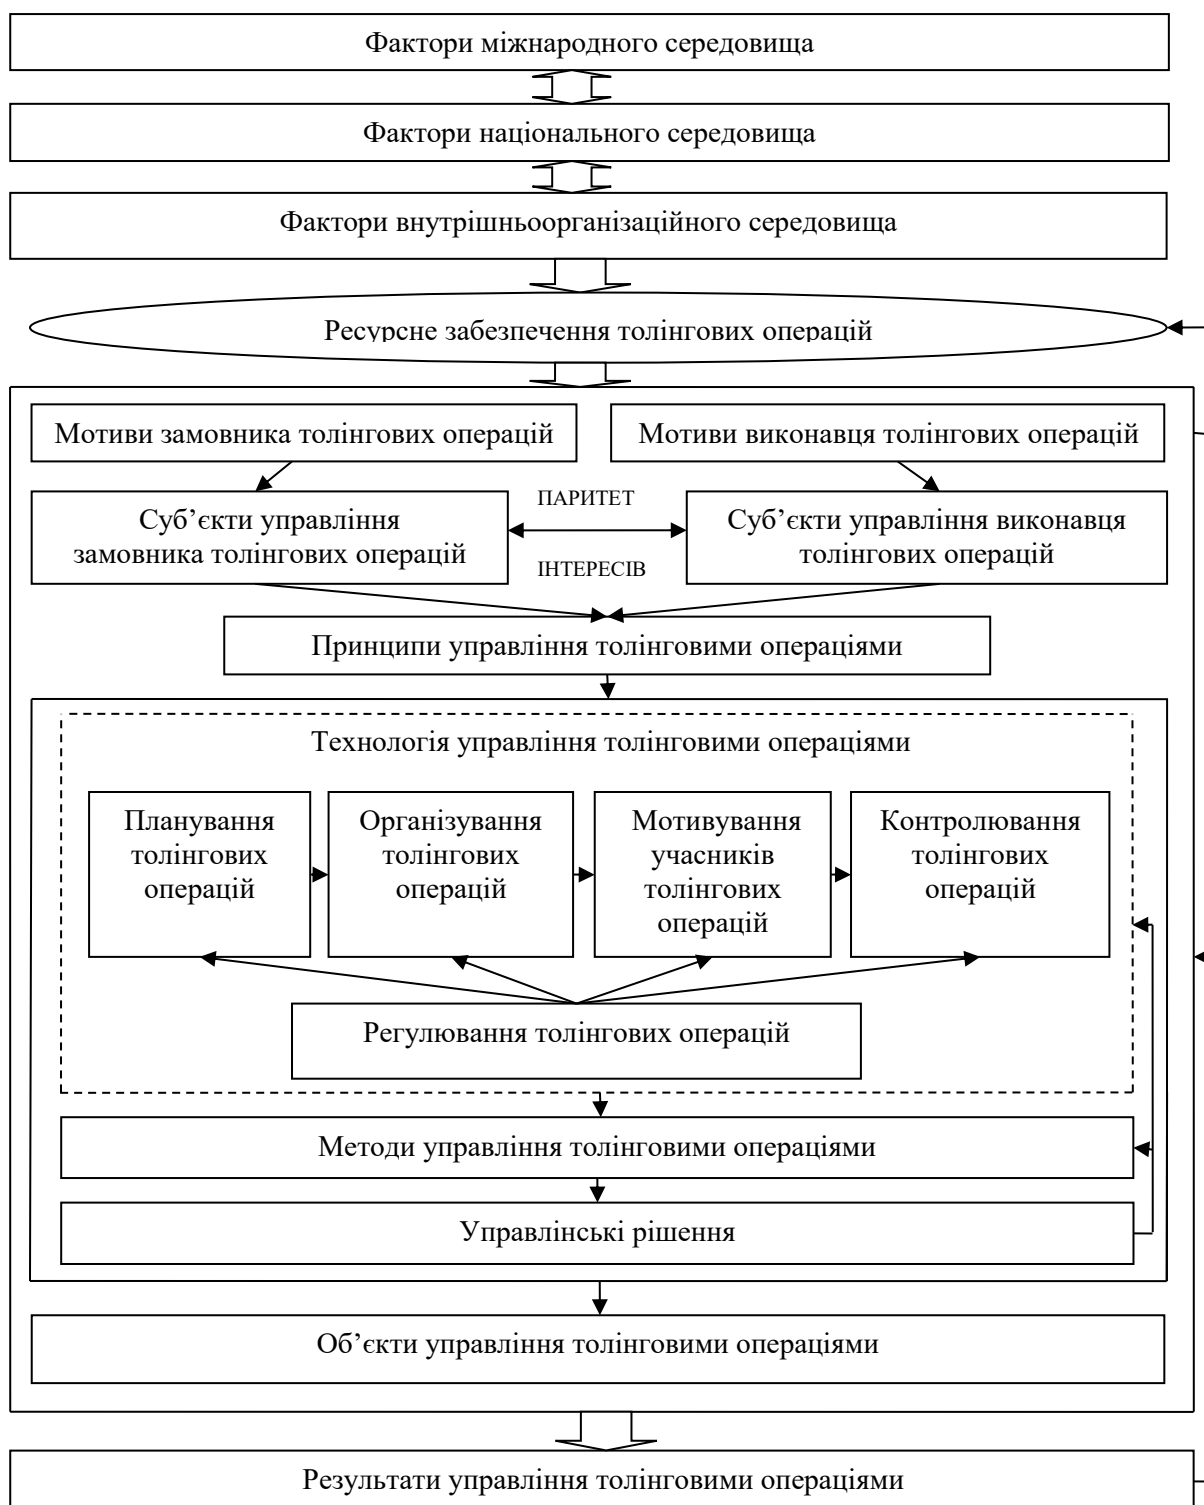 Фактори міжнародного середовища
Фактори національного середовища
Фактори внутрішньоорганізаційного середовища
Ресурсне забезпечення толінгових операцій
Мотиви замовника толінгових операцій
Мотиви виконавця толінгових операцій
Суб’єкти управління
замовника толінгових операцій
ПАРИТЕТ
ІНТЕРЕСІВ
Суб’єкти управління виконавця
толінгових операцій
Принципи управління толінговими операціями
Технологія управління толінговими операціями
Планування
толінгових
операцій
Організування
толінгових
операцій
Мотивування
учасників
толінгових
операцій
Контролювання
толінгових
операцій
Регулювання толінгових операцій
Методи управління толінговими операціями
Управлінські рішення
Об’єкти управління толінговими операціями
Результати управління толінговими операціями